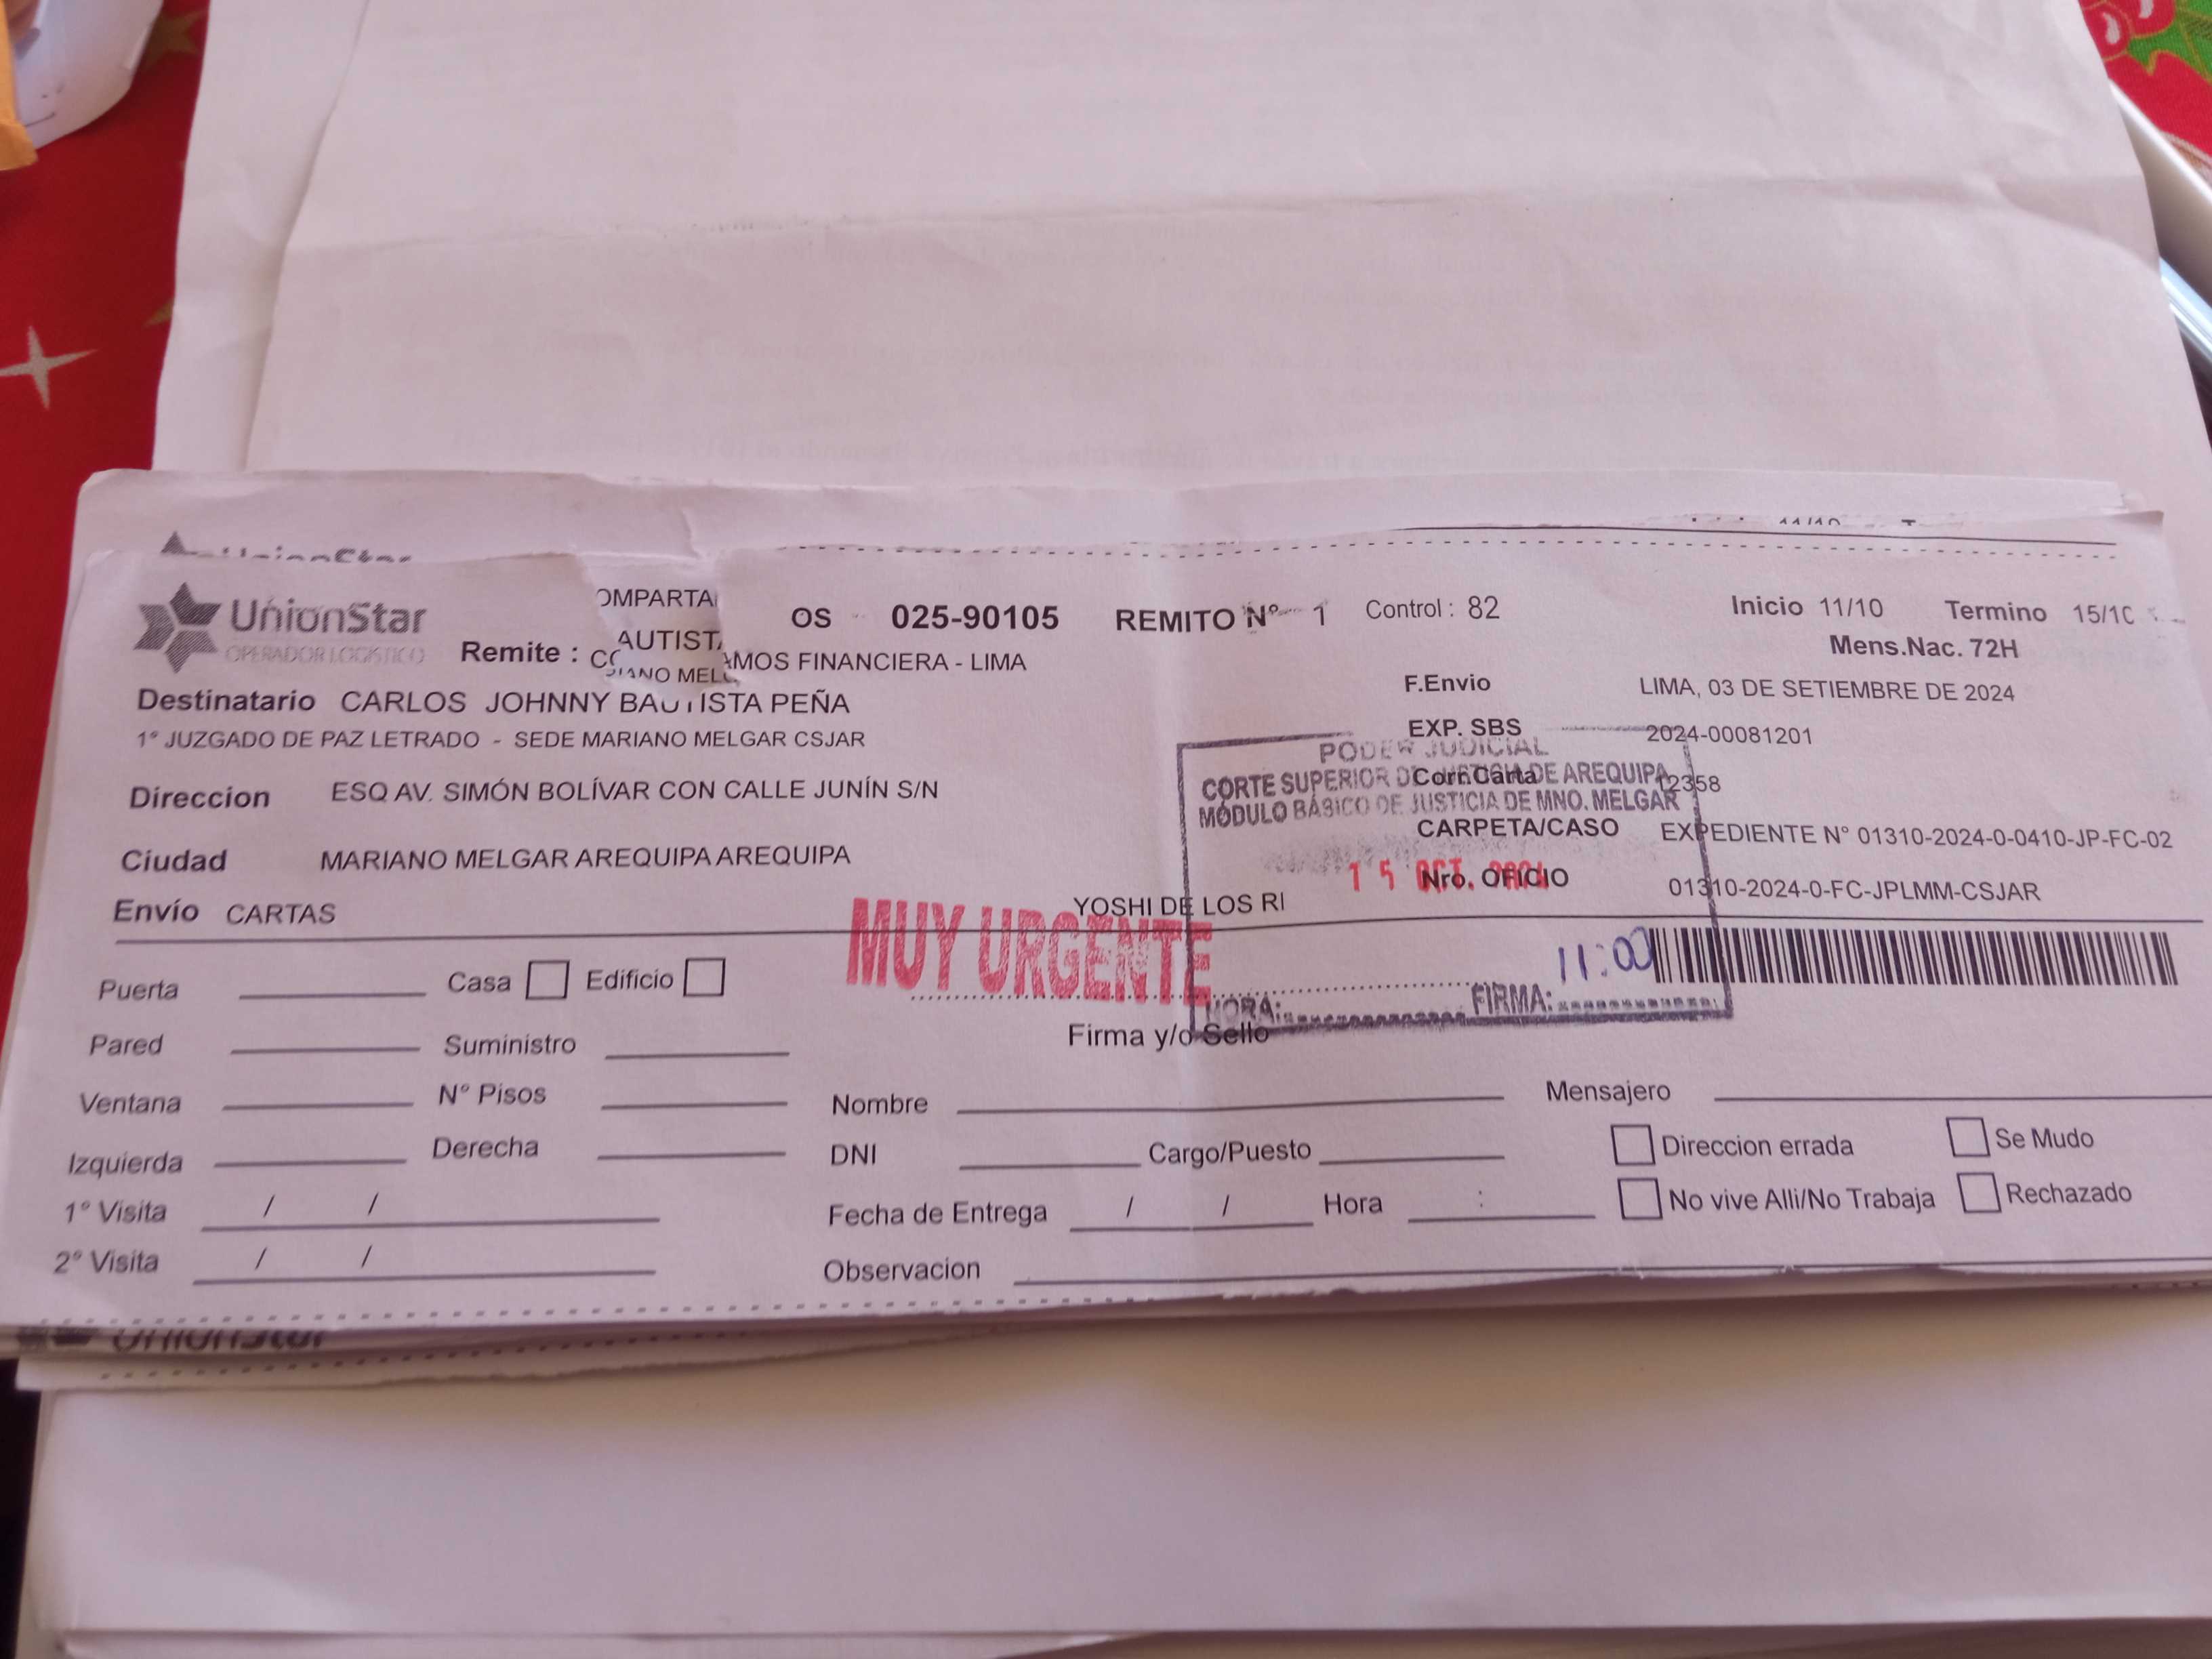 UnionStar
OPERADOR LOGISTICO
OMPARTA
AUTISTA
IANO MEL
Remite : CO AMOS FINANCIERA - LIMA
OS 025-90105 REMITO N° 1 Control : 82 Inicio 11/10 Termino 15/10
Mens.Nac. 72H
Destinatario CARLOS JOHNNY BAUTISTA PEÑA
F.Envio LIMA, 03 DE SETIEMBRE DE 2024
1° JUZGADO DE PAZ LETRADO - SEDE MARIANO MELGAR CSJAR
EXP. SBS 2024-00081201
Direccion ESQ AV. SIMÓN BOLÍVAR CON CALLE JUNÍN S/N
Corr.Carta 12358
Ciudad MARIANO MELGAR AREQUIPA AREQUIPA
CARPETA/CASO EXPEDIENTE N° 01310-2024-0-0410-JP-FC-02
Envío CARTAS
YOSHI DE LOS RI
Nro. OFICIO 01310-2024-0-FC-JPLMM-CSJAR
PODER JUDICIAL
CORTE SUPERIOR DE JUSTICIA DE AREQUIPA
MÓDULO BÁSICO DE JUSTICIA DE MNO. MELGAR
15 OCT. 2024
11:00
HORA: FIRMA:
MUY URGENTE
Firma y/o Sello
Puerta Casa Edificio
Pared Suministro
Ventana N° Pisos
Izquierda Derecha
1° Visita / /
2° Visita / /
Nombre Mensajero
DNI Cargo/Puesto Direccion errada Se Mudo
Fecha de Entrega / / Hora : No vive Alli/No Trabaja Rechazado
Observacion
UnionStar